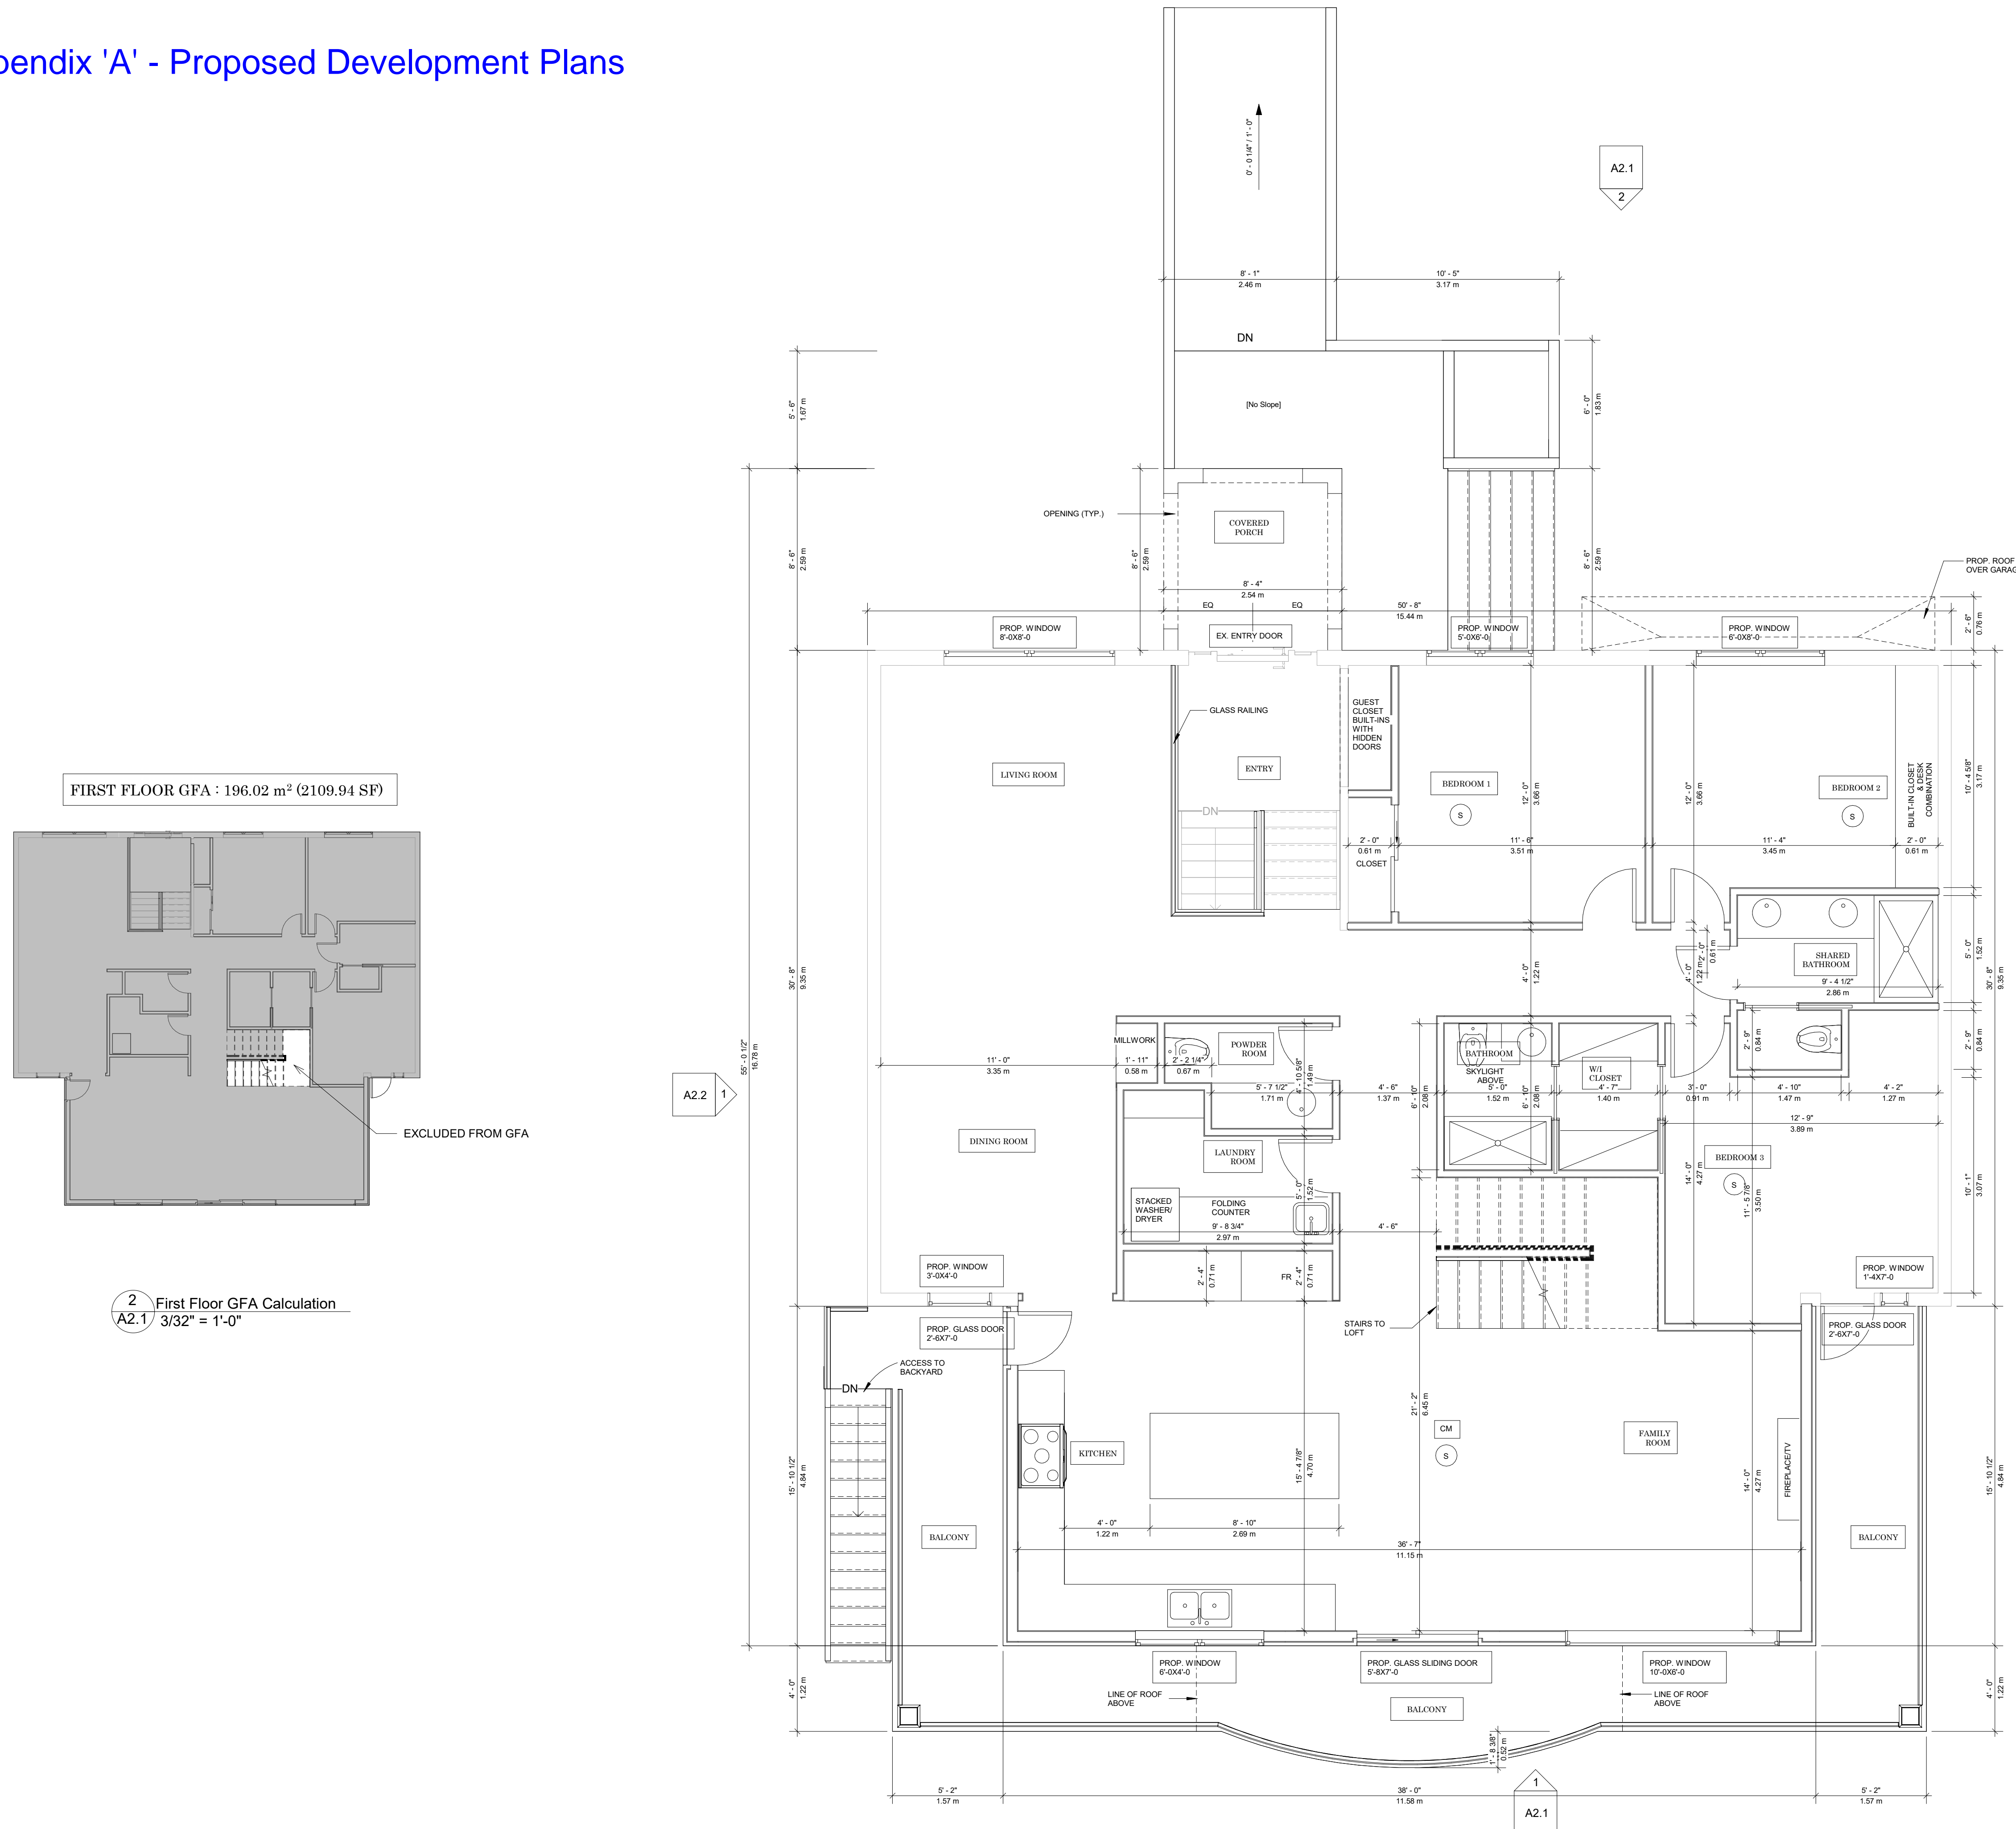 pendix 'A' - Proposed Development Plans
0' - 0 1/4" / 1' - 0"
A2.1
2
8' - 1"
2.46 m
10' - 5"
3.17 m
DN
5' - 6"
1.67 m
[No Slope]
6' - 0"
1.83 m
OPENING (TYP.)
COVERED
PORCH
8' - 6"
2.59 m
8' - 6"
2.59 m
8' - 6"
2.59 m
PROP. ROOF
8' - 4"
2.54 m
EQ
EQ
50' - 8"
15.44 m
2' - 6"
0.76 m
PROP. WINDOW
8'-0X8'-0
EX. ENTRY DOOR
PROP. WINDOW
5'-0X6'-0
PROP. WINDOW
6'-0X8'-0
GLASS RAILING
GUEST
CLOSET
BUILT-INS
WITH
HIDDEN
DOORS
LIVING ROOM
ENTRY
BEDROOM 1
S
12' - 0"
3.66 m
12' - 0"
3.66 m
BEDROOM 2
S
BUILT-IN CLOSET
& DESK
COMBINATION
10' - 4 5/8"
3.17 m
FIRST FLOOR GFA : 196.02 m² (2109.94 SF)
DN
2' - 0"
0.61 m
CLOSET
11' - 6"
3.51 m
11' - 4"
3.45 m
2' - 0"
0.61 m
30' - 8"
9.35 m
4' - 0"
1.22 m
4' - 0"
1.22 m
2' - 0"
0.61 m
SHARED
BATHROOM
9' - 4 1/2"
2.86 m
5' - 0"
1.52 m
30' - 8"
9.35 m
55' - 0 1/2"
16.78 m
MILLWORK
POWDER
ROOM
BATHROOM
SKYLIGHT
ABOVE
W/I
CLOSET
2' - 9"
0.84 m
2' - 9"
0.84 m
11' - 0"
3.35 m
1' - 11"
0.58 m
2' - 2 1/4"
0.67 m
4' - 10 5/8"
1.49 m
5' - 7 1/2"
1.71 m
4' - 6"
1.37 m
6' - 10"
2.08 m
5' - 0"
1.52 m
6' - 10"
2.08 m
4' - 7"
1.40 m
3' - 0"
0.91 m
4' - 10"
1.47 m
4' - 2"
1.27 m
A2.2
1
12' - 9"
3.89 m
EXCLUDED FROM GFA
DINING ROOM
LAUNDRY
ROOM
BEDROOM 3
S
14' - 0"
4.27 m
11' - 5 7/8"
3.50 m
10' - 1"
3.07 m
STACKED
WASHER/
DRYER
FOLDING
COUNTER
5' - 0"
1.52 m
9' - 8 3/4"
2.97 m
4' - 6"
2' - 4"
0.71 m
FR
2' - 4"
0.71 m
PROP. WINDOW
3'-0X4'-0
PROP. WINDOW
1'-4X7'-0
2
A2.1
First Floor GFA Calculation
3/32" = 1'-0"
PROP. GLASS DOOR
2'-6X7'-0
STAIRS TO
LOFT
PROP. GLASS DOOR
2'-6X7'-0
ACCESS TO
BACKYARD
DN
21' - 2"
6.45 m
CM
S
FAMILY
ROOM
KITCHEN
FIREPLACE/TV
15' - 10 1/2"
4.84 m
15' - 4 7/8"
4.70 m
14' - 0"
4.27 m
15' - 10 1/2"
4.84 m
BALCONY
4' - 0"
1.22 m
8' - 10"
2.69 m
36' - 7"
11.15 m
BALCONY
PROP. WINDOW
6'-0X4'-0
PROP. GLASS SLIDING DOOR
5'-8X7'-0
PROP. WINDOW
10'-0X6'-0
4' - 0"
1.22 m
LINE OF ROOF
ABOVE
BALCONY
LINE OF ROOF
ABOVE
4' - 0"
1.22 m
1' - 8 3/8"
0.52 m
5' - 2"
1.57 m
38' - 0"
11.58 m
5' - 2"
1.57 m
1
A2.1